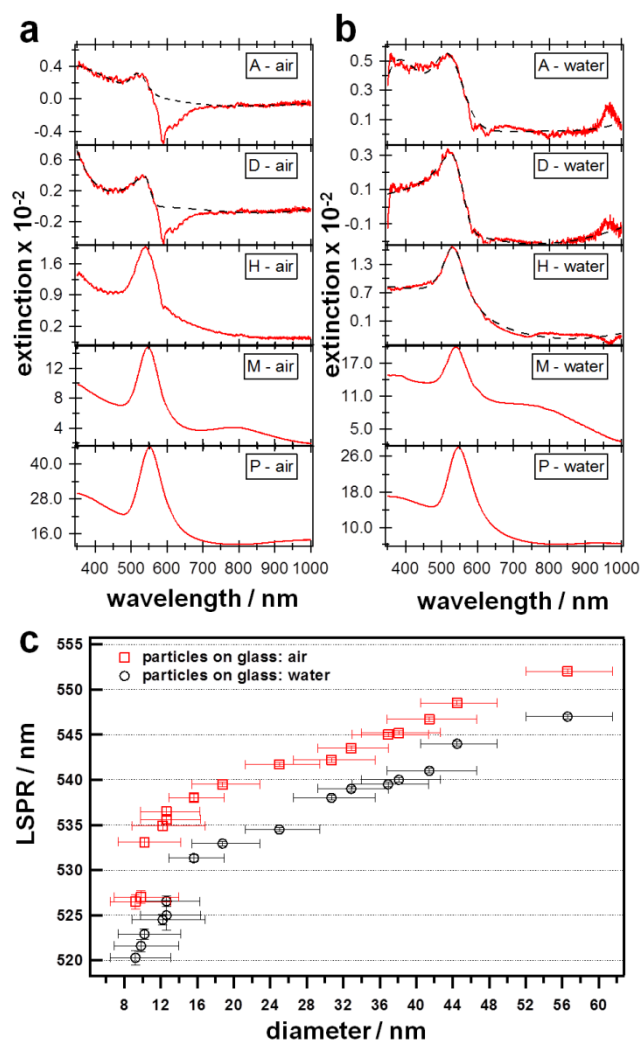 a
b
extinction x 10-2
0.4
0.0
-0.4
A - air
0.6
0.2
-0.2
D - air
1.6
0.9
0.2
H - air
12
8
4
M - air
40.0
28.0
16.0
P - air
400 500 600 700 800 900 1000
wavelength / nm
extinction x 10-2
0.5
0.3
0.1
A - water
0.3
0.1
-0.1
D - water
1.3
0.7
0.1
H - water
17.0
11.0
5.0
M - water
26.0
18.0
6.0
P - water
400 500 600 700 800 900 1000
wavelength / nm
c
particles on glass: air
particles on glass: water
LSPR / nm
555
550
545
540
535
530
525
520
8 12 16 20 24 28 32 36 40 44 48 52 56 60
diameter / nm